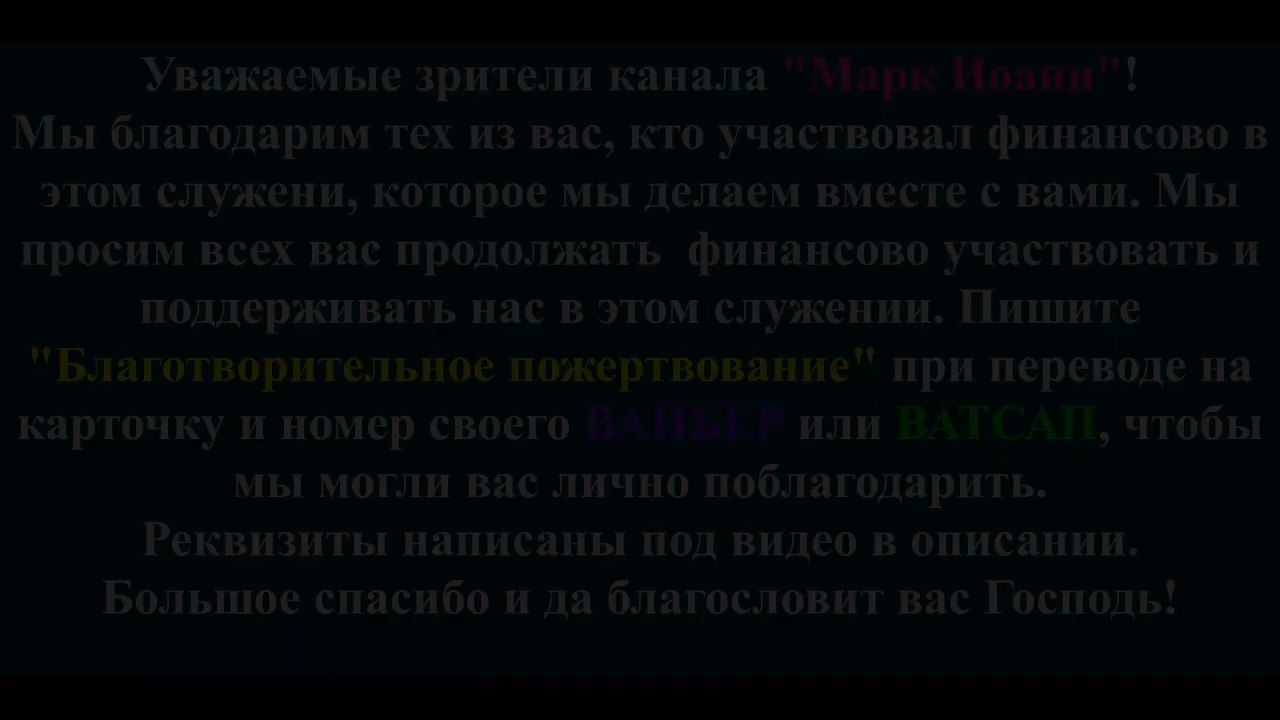 Уважаемые зрители канала "Марк Иоанн"!
Мы благодарим тех из вас, кто участвовал финансово в
этом служени, которое мы делаем вместе с вами. Мы
просим всех вас продолжать финансово участвовать и
поддерживать нас в этом служении. Пишите
"Благотворительное пожертвование" при переводе на
карточку и номер своего ВАЙБЕР или ВАТСАП, чтобы
мы могли вас лично поблагодарить.
Реквизиты написаны под видео в описании.
Большое спасибо и да благословит вас Господь!